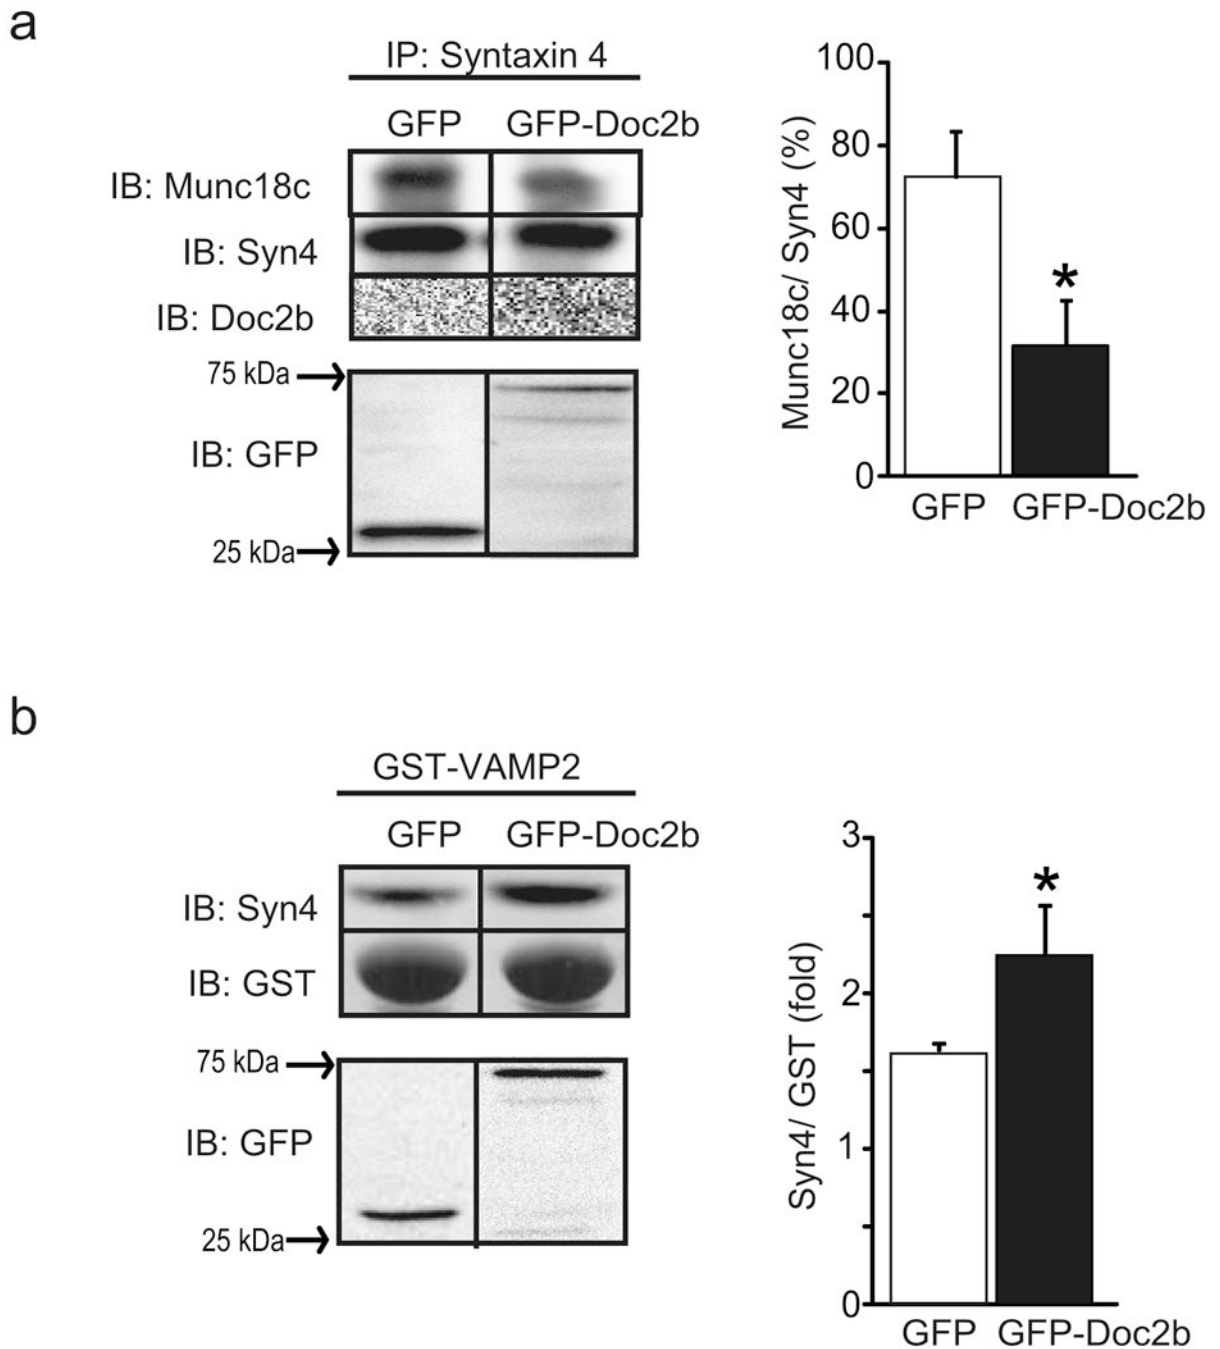 a
IP: Syntaxin 4
GFP GFP-Doc2b
IB: Munc18c
IB: Syn4
IB: Doc2b
75 kDa
IB: GFP
25 kDa
100
80
60
40
20
0
Munc18c/ Syn4 (%)
*
GFP GFP-Doc2b
b
GST-VAMP2
GFP GFP-Doc2b
IB: Syn4
IB: GST
75 kDa
IB: GFP
25 kDa
3
2
1
0
Syn4/ GST (fold)
*
GFP GFP-Doc2b